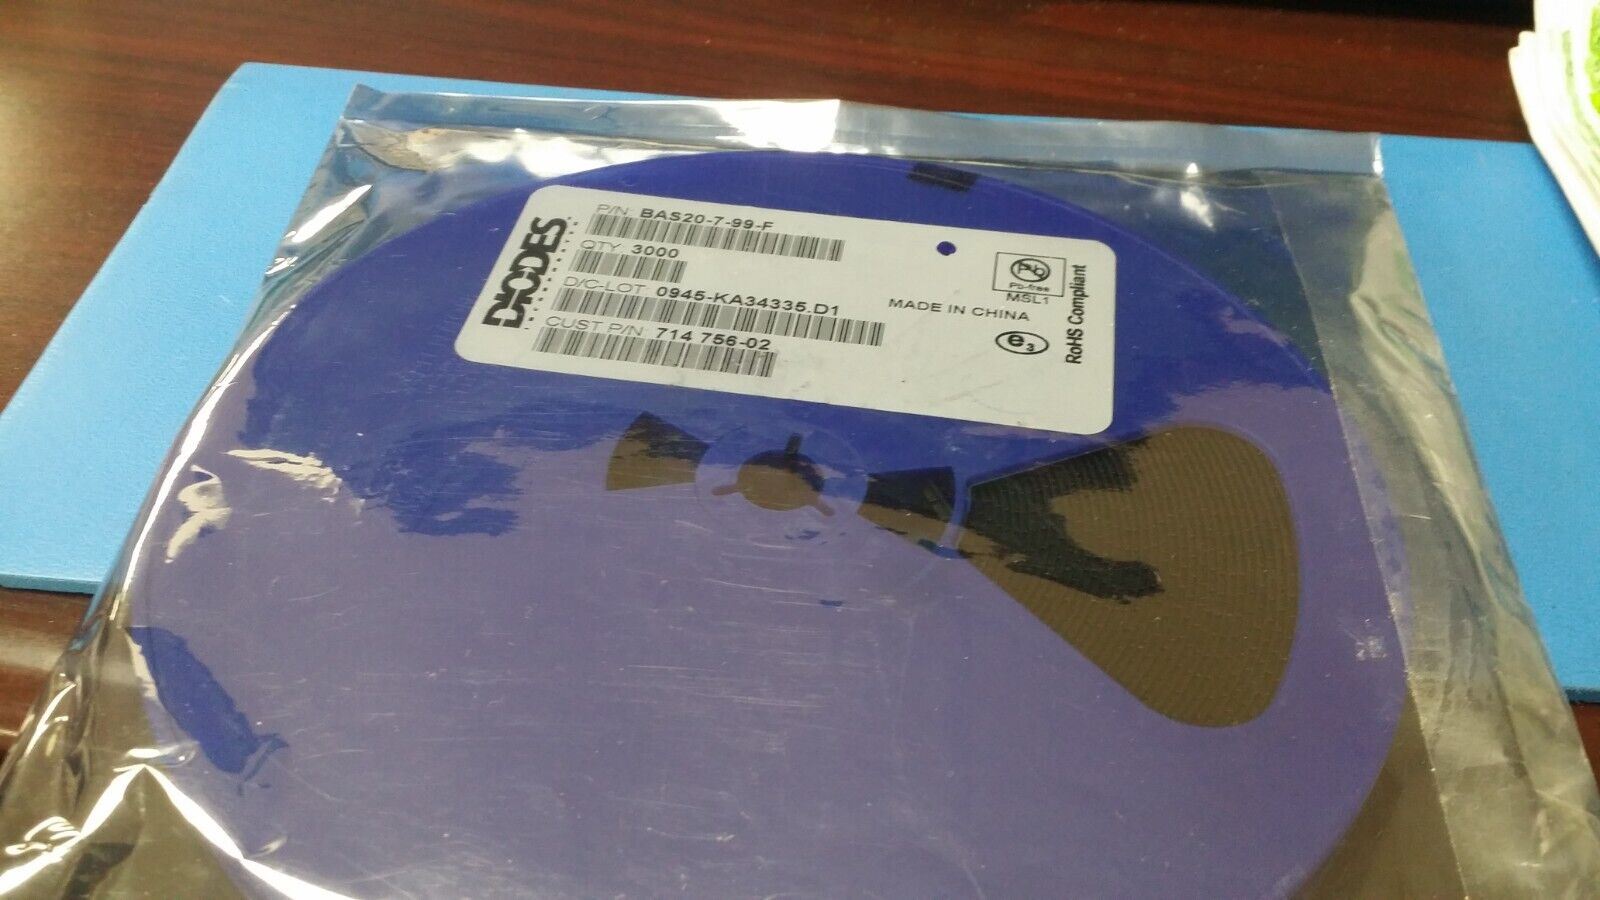 DIODES
INCORPORATED
P/N: BAS20-7-99-F
QTY: 3000
D/C-LOT: 0945-KA34335.D1
CUST P/N: 714 756-02
MADE IN CHINA
Pb
Pb-free
MSL1
e3
RoHS Compliant